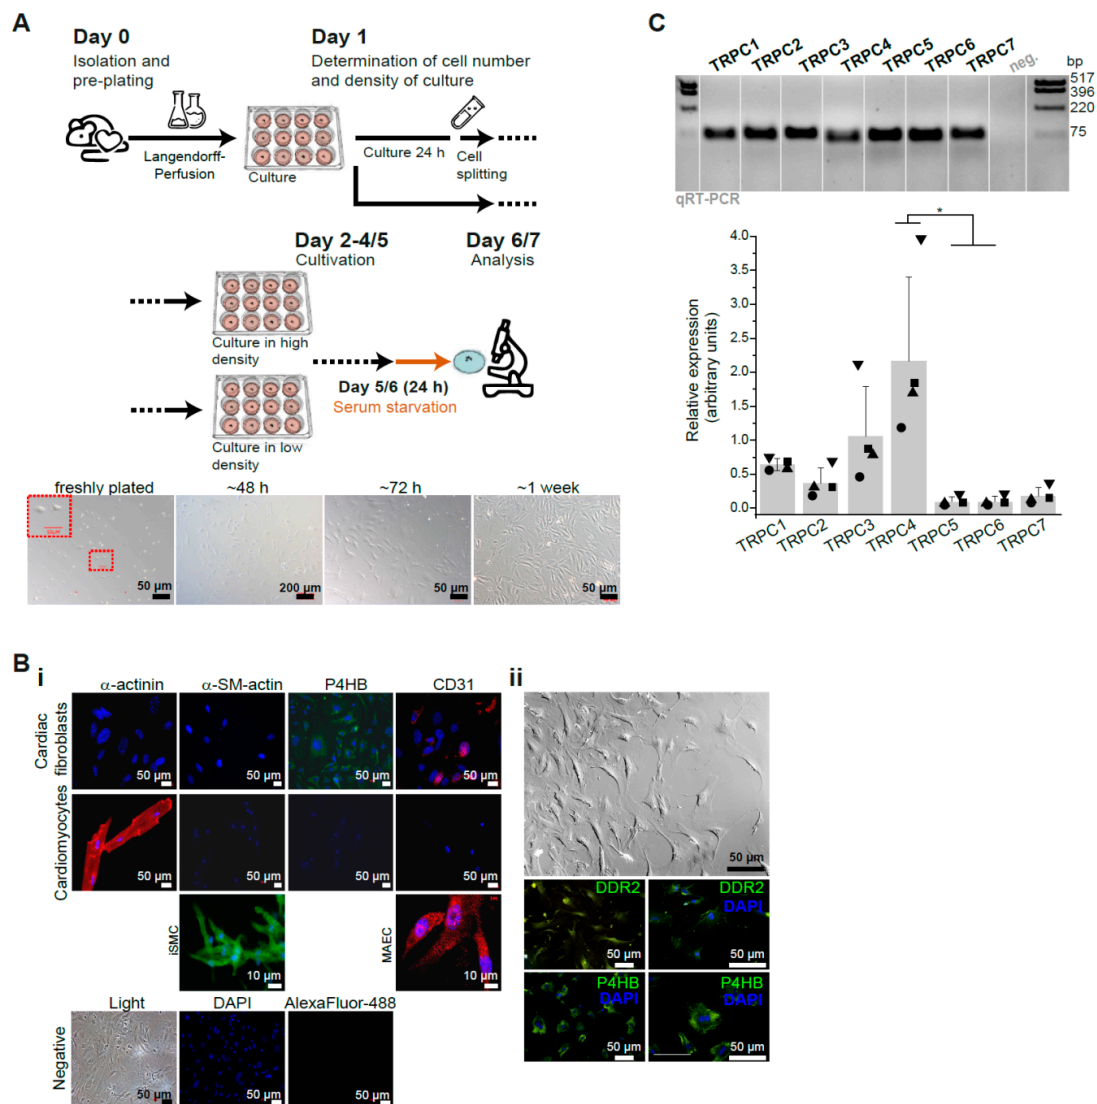 A
Day 0
Isolation and
pre-plating
Langendorff-
Perfusion
Culture
Day 1
Determination of cell number
and density of culture
Culture 24 h
Cell
splitting
Day 2-4/5
Cultivation
Day 6/7
Analysis
Culture in high
density
Day 5/6 (24 h)
Serum starvation
Culture in low
density
freshly plated
~48 h
~72 h
~1 week
50 µm
200 µm
50 µm
50 µm
B
i
α-actinin
α-SM-actin
P4HB
CD31
Cardiac
fibroblasts
50 µm
50 µm
50 µm
50 µm
Cardiomyocytes
50 µm
50 µm
50 µm
50 µm
iSMC
10 µm
MAEC
10 µm
Light
DAPI
AlexaFluor-488
Negative
50 µm
50 µm
50 µm
ii
50 µm
DDR2
50 µm
DDR2
DAPI
50 µm
P4HB
DAPI
50 µm
P4HB
DAPI
50 µm
C
TRPC1
TRPC2
TRPC3
TRPC4
TRPC5
TRPC6
TRPC7
neg.
bp
517
396
220
75
qRT-PCR
*
Relative expression
(arbitrary units)
4.0
3.5
3.0
2.5
2.0
1.5
1.0
0.5
0.0
TRPC1
TRPC2
TRPC3
TRPC4
TRPC5
TRPC6
TRPC7